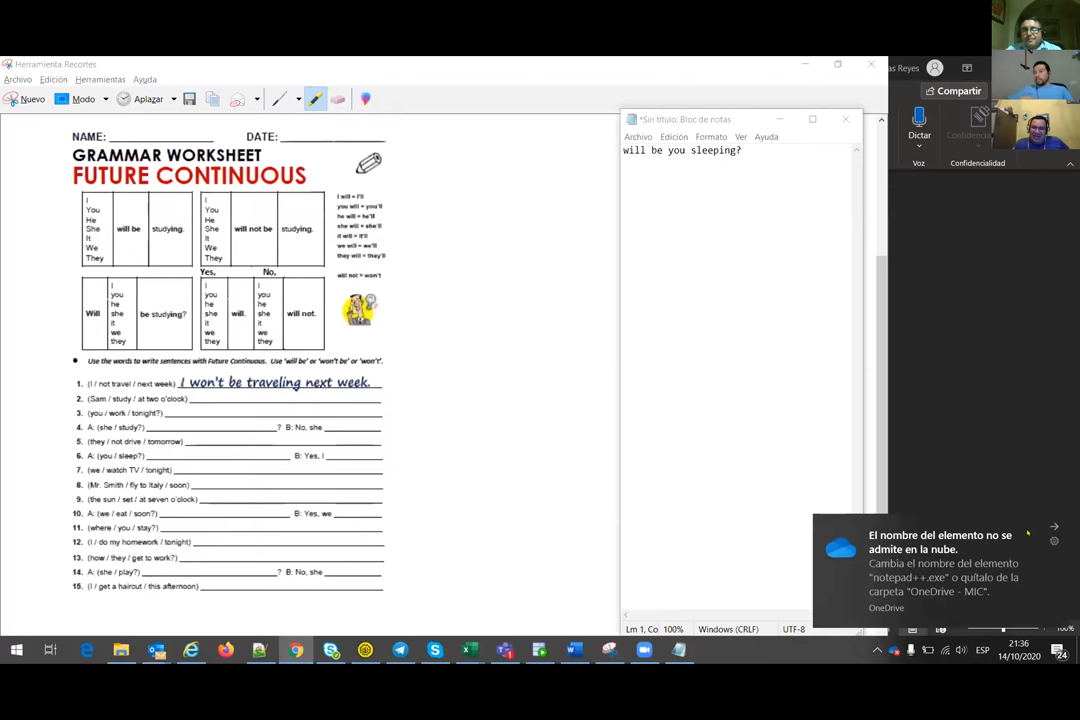 Herramienta Recortes
Archivo Edición Herramientas Ayuda
Nuevo Modo Aplazar
as Reyes
Compartir
Dictar
Confidencial
Voz
Confidencialidad
*Sin título: Bloc de notas
Archivo Edición Formato Ver Ayuda
will be you sleeping?
Lm 1, Co 100% Windows (CRLF) UTF-8
NAME: DATE:
GRAMMAR WORKSHEET
FUTURE CONTINUOUS
I
You
He
She
It
We
They
will be
studying.
I
You
He
She
It
We
They
will not be
studying.
I will = I'll
you will = you'll
he will = he'll
she will = she'll
it will = it'll
we will = we'll
they will = they'll
will not = won't
Yes, No,
Will
I
you
he
she
it
we
they
be studying?
I
you
he
she
it
we
they
will.
I
you
he
she
it
we
they
will not.
Use the words to write sentences with Future Continuous. Use 'will be' or 'won't be' or 'won't'.
1. (I / not travel / next week) I won't be traveling next week.
2. (Sam / study / at two o'clock)
3. (you / work / tonight?)
4. A: (she / study?) ? B: No, she
5. (they / not drive / tomorrow)
6. A: (you / sleep?) B: Yes, I
7. (we / watch TV / tonight)
8. (Mr. Smith / fly to Italy / soon)
9. (the sun / set / at seven o'clock)
10. A: (we / eat / soon?) B: Yes, we
11. (where / you / stay?)
12. (I / do my homework / tonight)
13. (how / they / get to work?)
14. A: (she / play?) ? B: No, she
15. (I / get a haircut / this afternoon)
El nombre del elemento no se
admite en la nube.
Cambia el nombre del elemento
"notepad++.exe" o quítalo de la
carpeta "OneDrive - MIC".
OneDrive
100%
ESP
21:36
14/10/2020
24